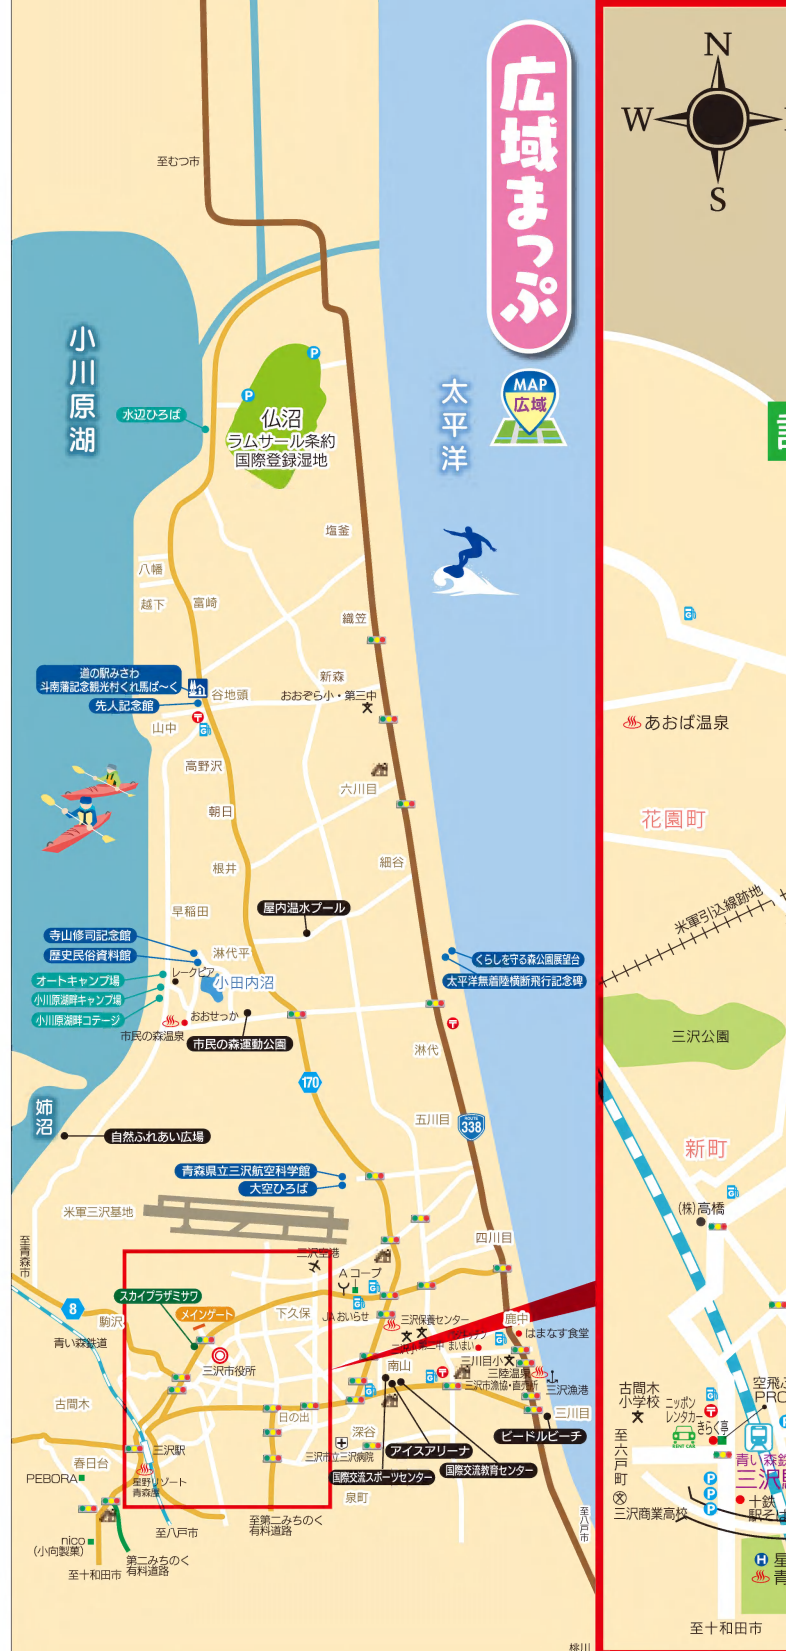 広域まっぷ
N
W
S
至むつ市
小川原湖
水辺ひろば
P
P
仏沼
ラムサール条約
国際登録湿地
太平洋
MAP
広域
塩釜
八幡
越下
富崎
織笠
道の駅みさわ
斗南藩記念観光村くれ馬ぱ〜く
先人記念館
谷地頭
新森
おおぞら小・第三中
山中
高野沢
六川目
朝日
細谷
根井
早稲田
屋内温水プール
寺山修司記念館
歴史民俗資料館
淋代平
レークピア
小田内沼
オートキャンプ場
小川原湖畔キャンプ場
小川原湖畔コテージ
おおせっか
市民の森温泉
市民の森運動公園
くらしを守る森公園展望台
太平洋無着陸横断飛行記念碑
淋代
170
五川目
ROUTE
338
姉沼
自然ふれあい広場
青森県立三沢航空科学館
大空ひろば
米軍三沢基地
四川目
至青森市
三沢空港
Aコープ
スカイプラザミサワ
メインゲート
下久保
JAおいらせ
三沢保養センター
鹿中
はまなす食堂
8
駒沢
青い森鉄道
三沢市役所
まいまい
三川目小
南山
三陸温泉
三沢市漁協・直売所
三沢漁港
古間木
日の出
三川目
深谷
ビードルビーチ
三沢駅
三沢市立三沢病院
アイスアリーナ
春日台
国際交流スポーツセンター
国際交流教育センター
PEBORA
星野リゾート
青森屋
泉町
至八戸市
至第二みちのく
有料道路
至八戸市
nico
(小向製菓)
第二みちのく
有料道路
至十和田市
桃川
あおば温泉
花園町
米軍引込線跡地
三沢公園
新町
(株)高橋
古間木
小学校
ニッポン
レンタカー
RENT CAR
きらく亭
空飛
PRO
至六戸町
青い森鉄
三沢
P
P
P
十鉄
駅そ
三沢商業高校
H
星
青
至十和田市